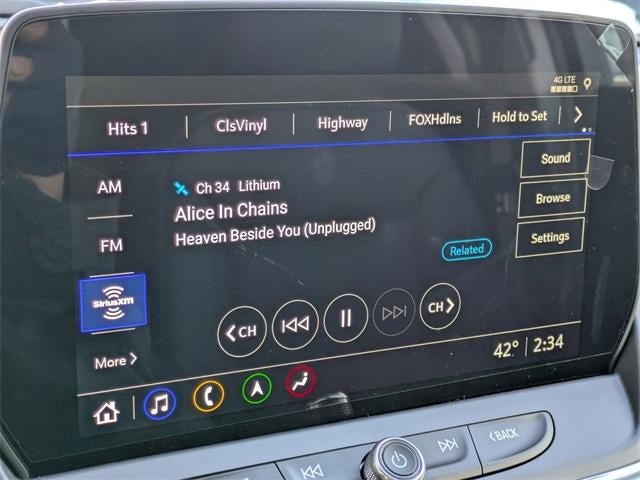 4G LTE
Hits 1
ClsVinyl
Highway
FOXHdlns
Hold to Set
AM
FM
SiriusXM
More
Ch 34 Lithium
Alice In Chains
Heaven Beside You (Unplugged)
Related
Sound
Browse
Settings
CH
CH
42° 2:34
BACK